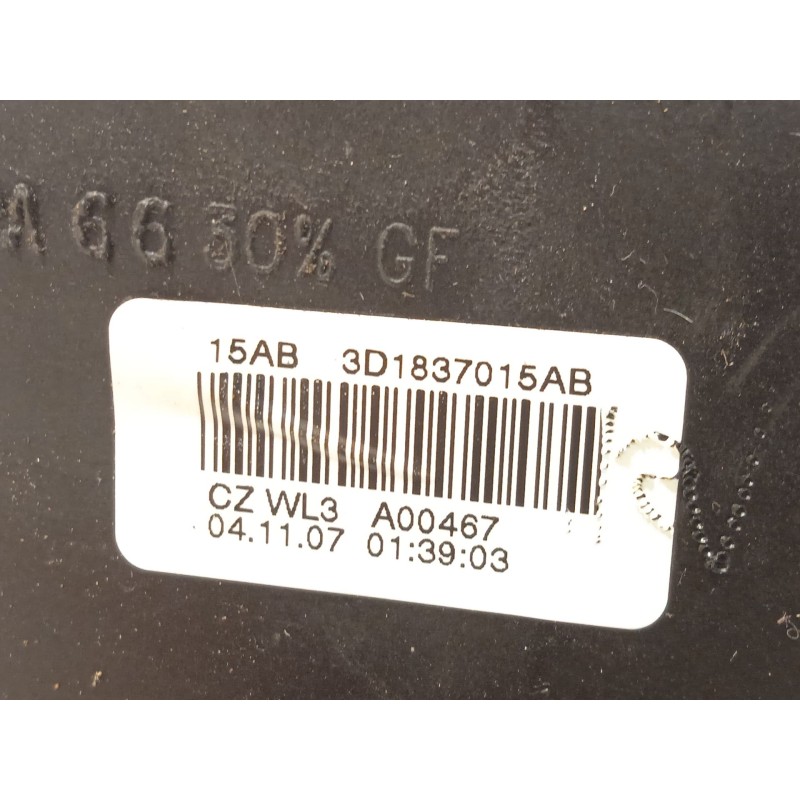 A 66 30% GF
15AB 3D1837015AB
CZ WL3 A00467
04.11.07 01:39:03